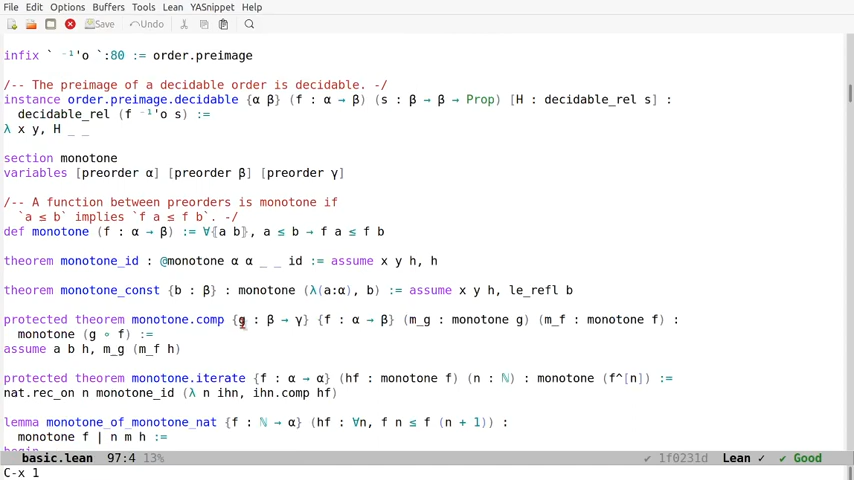 File Edit Options Buffers Tools Lean YASnippet Help
Save Undo
infix ` ⁻¹'o `:80 := order.preimage
/-- The preimage of a decidable order is decidable. -/
instance order.preimage.decidable {α β} (f : α → β) (s : β → β → Prop) [H : decidable_rel s] :
  decidable_rel (f ⁻¹'o s) :=
λ x y, H _ _
section monotone
variables [preorder α] [preorder β] [preorder γ]
/-- A function between preorders is monotone if
  `a ≤ b` implies `f a ≤ f b`. -/
def monotone (f : α → β) := ∀⦃a b⦄, a ≤ b → f a ≤ f b
theorem monotone_id : @monotone α α _ _ id := assume x y h, h
theorem monotone_const {b : β} : monotone (λ(a:α), b) := assume x y h, le_refl b
protected theorem monotone.comp {g : β → γ} {f : α → β} (m_g : monotone g) (m_f : monotone f) :
  monotone (g ∘ f) :=
assume a b h, m_g (m_f h)
protected theorem monotone.iterate {f : α → α} (hf : monotone f) (n : ℕ) : monotone (f^[n]) :=
nat.rec_on n monotone_id (λ n ihn, ihn.comp hf)
lemma monotone_of_monotone_nat {f : ℕ → α} (hf : ∀n, f n ≤ f (n + 1)) :
  monotone f | n m h :=
begin
basic.lean 97:4 13% ✓ 1f0231d Lean ✓ ✓ Good
C-x 1